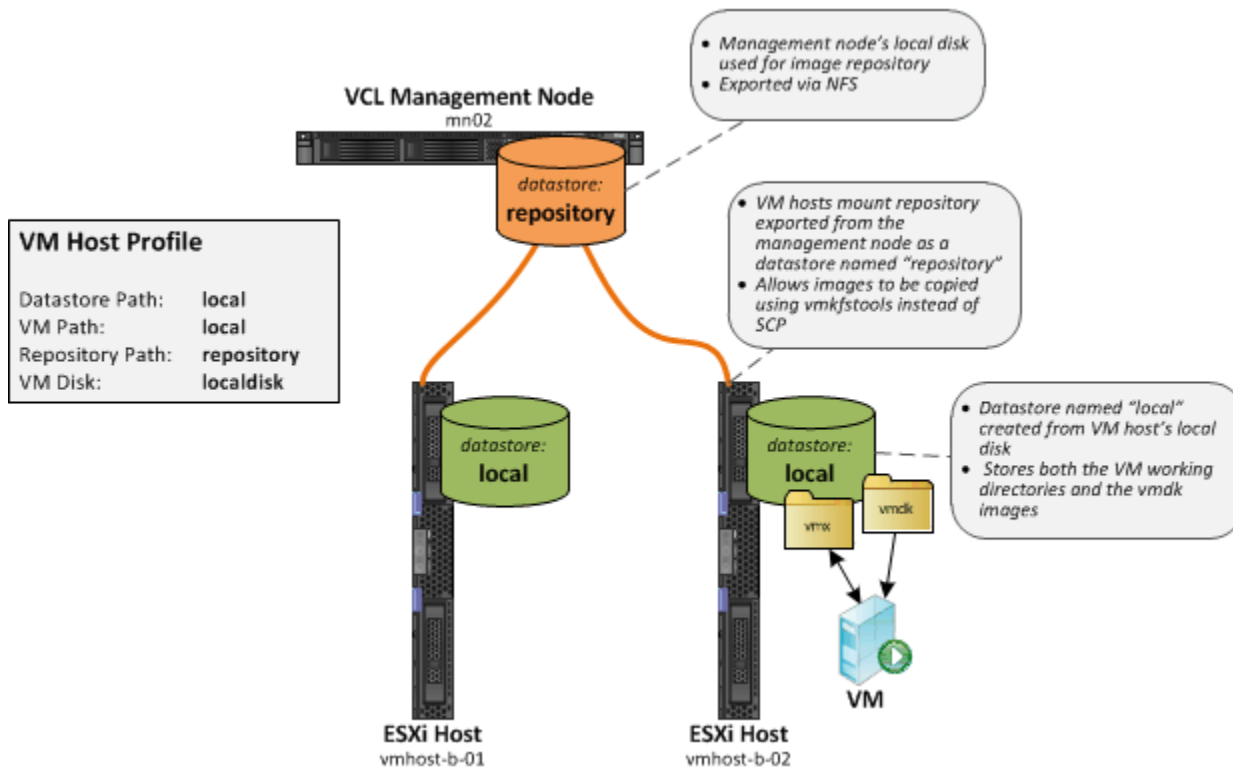 • Management node's local disk
used for image repository
• Exported via NFS
VCL Management Node
mn02
datastore:
repository
• VM hosts mount repository
exported from the
management node as a
datastore named "repository"
• Allows images to be copied
using vmkfstools instead of
SCP
VM Host Profile
Datastore Path: local
VM Path: local
Repository Path: repository
VM Disk: localdisk
datastore:
local
datastore:
local
• Datastore named "local"
created from VM host's local
disk
• Stores both the VM working
directories and the vmdk
images
vmx
vmdk
VM
ESXi Host
vmhost-b-01
ESXi Host
vmhost-b-02